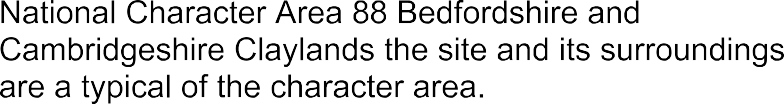 National Character Area 88 Bedfordshire and
Cambridgeshire Claylands the site and its surroundings
are a typical of the character area.